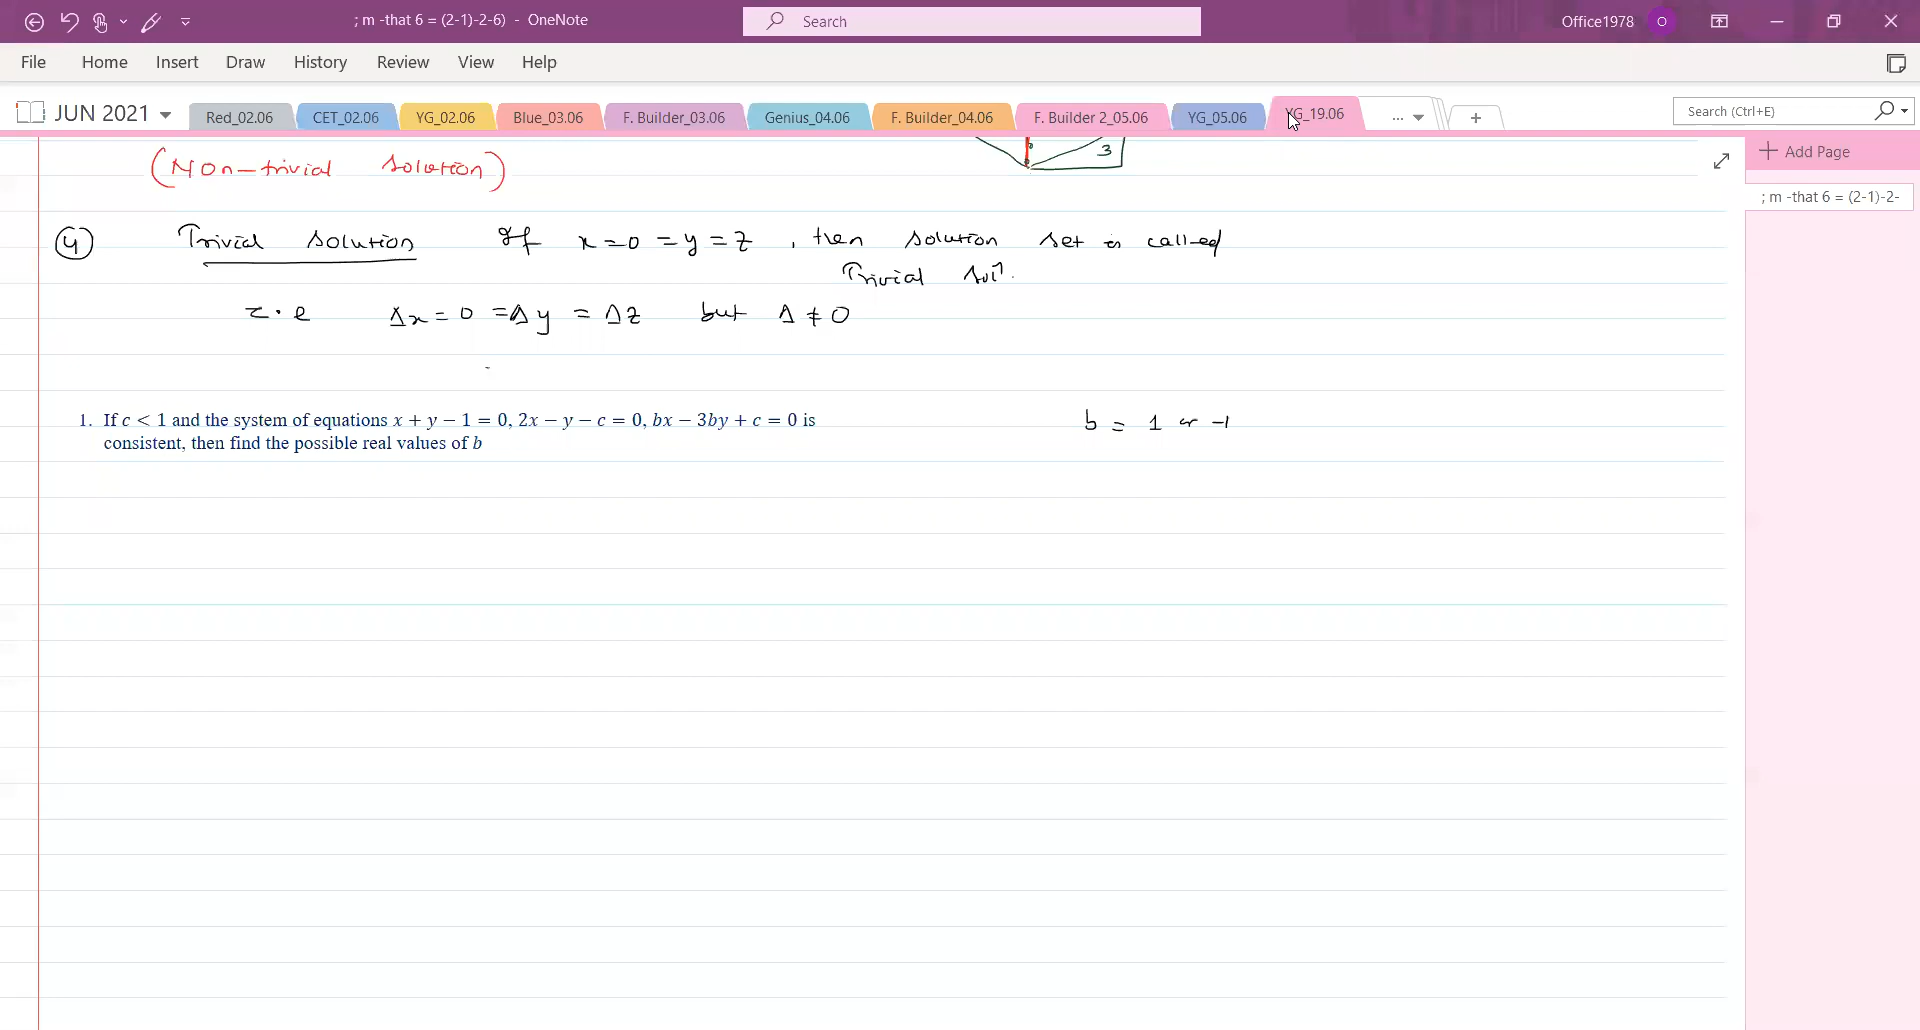 ; m -that 6 = (2-1)-2-6) - OneNote
Search
Office1978
O
File Home Insert Draw History Review View Help
JUN 2021
Red_02.06 CET_02.06 YG_02.06 Blue_03.06 F. Builder_03.06 Genius_04.06 F. Builder_04.06 F. Builder 2_05.06 YG_05.06 YG_19.06 ... +
Search (Ctrl+E)
Add Page
; m -that 6 = (2-1)-2-
(Non-trivial solution)
3
④ Trivial solution If x=0=y=z, then solution set is called
Trivial solⁿ.
i.e Δx=0=Δy=Δz but Δ≠0
1. If c < 1 and the system of equations x + y − 1 = 0, 2x − y − c = 0, bx − 3by + c = 0 is
consistent, then find the possible real values of b
b = 1 or -1